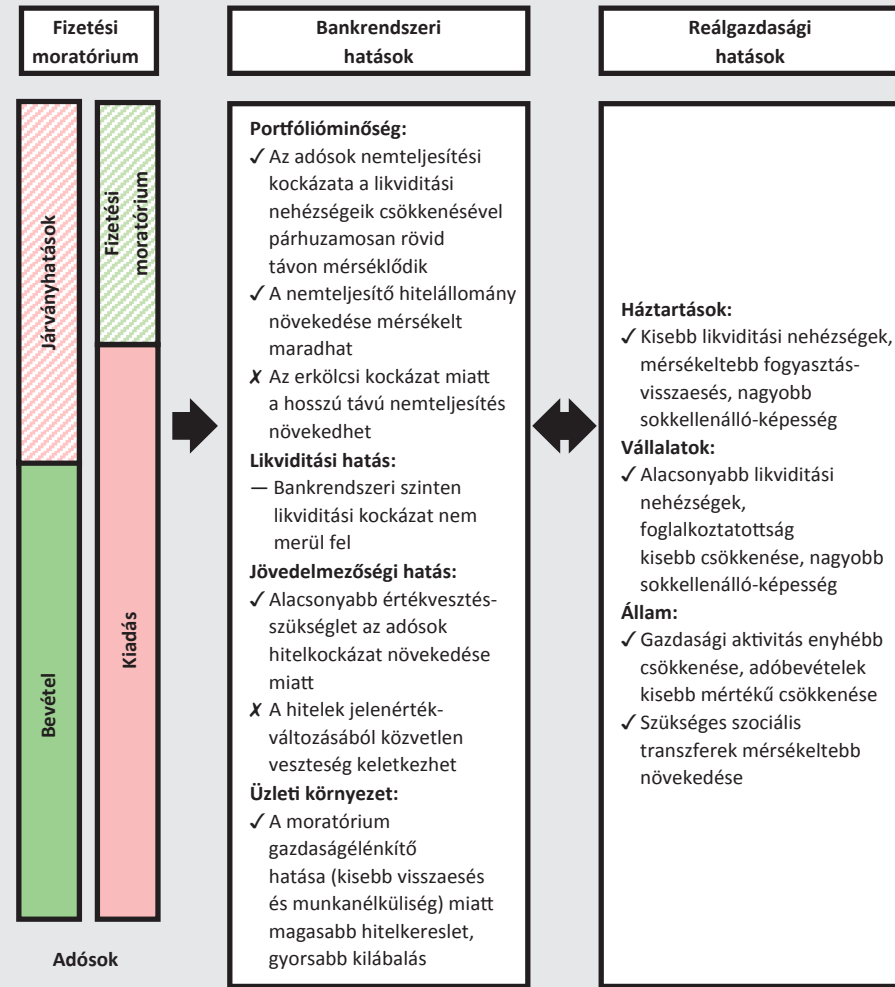 Fizetési
moratórium
Bankrendszeri
hatások
Reálgazdasági
hatások
Járványhatások
Bevétel
Fizetési
moratórium
Kiadás
Adósok
Portfólióminőség:
✓ Az adósok nemteljesítési
kockázata a likviditási
nehézségeik csökkenésével
párhuzamosan rövid
távon mérséklődik
✓ A nemteljesítő hitelállomány
növekedése mérsékelt
maradhat
✗ Az erkölcsi kockázat miatt
a hosszú távú nemteljesítés
növekedhet
Likviditási hatás:
— Bankrendszeri szinten
likviditási kockázat nem
merül fel
Jövedelmezőségi hatás:
✓ Alacsonyabb értékvesztés-
szükséglet az adósok
hitelkockázat növekedése
miatt
✗ A hitelek jelenérték-
változásából közvetlen
veszteség keletkezhet
Üzleti környezet:
✓ A moratórium
gazdaságélénkítő
hatása (kisebb visszaesés
és munkanélküliség) miatt
magasabb hitelkereslet,
gyorsabb kilábalás
Háztartások:
✓ Kisebb likviditási nehézségek,
mérsékeltebb fogyasztás-
visszaesés, nagyobb
sokkellenálló-képesség
Vállalatok:
✓ Alacsonyabb likviditási
nehézségek,
foglalkoztatottság
kisebb csökkenése, nagyobb
sokkellenálló-képesség
Állam:
✓ Gazdasági aktivitás enyhébb
csökkenése, adóbevételek
kisebb mértékű csökkenése
✓ Szükséges szociális
transzferek mérsékeltebb
növekedése